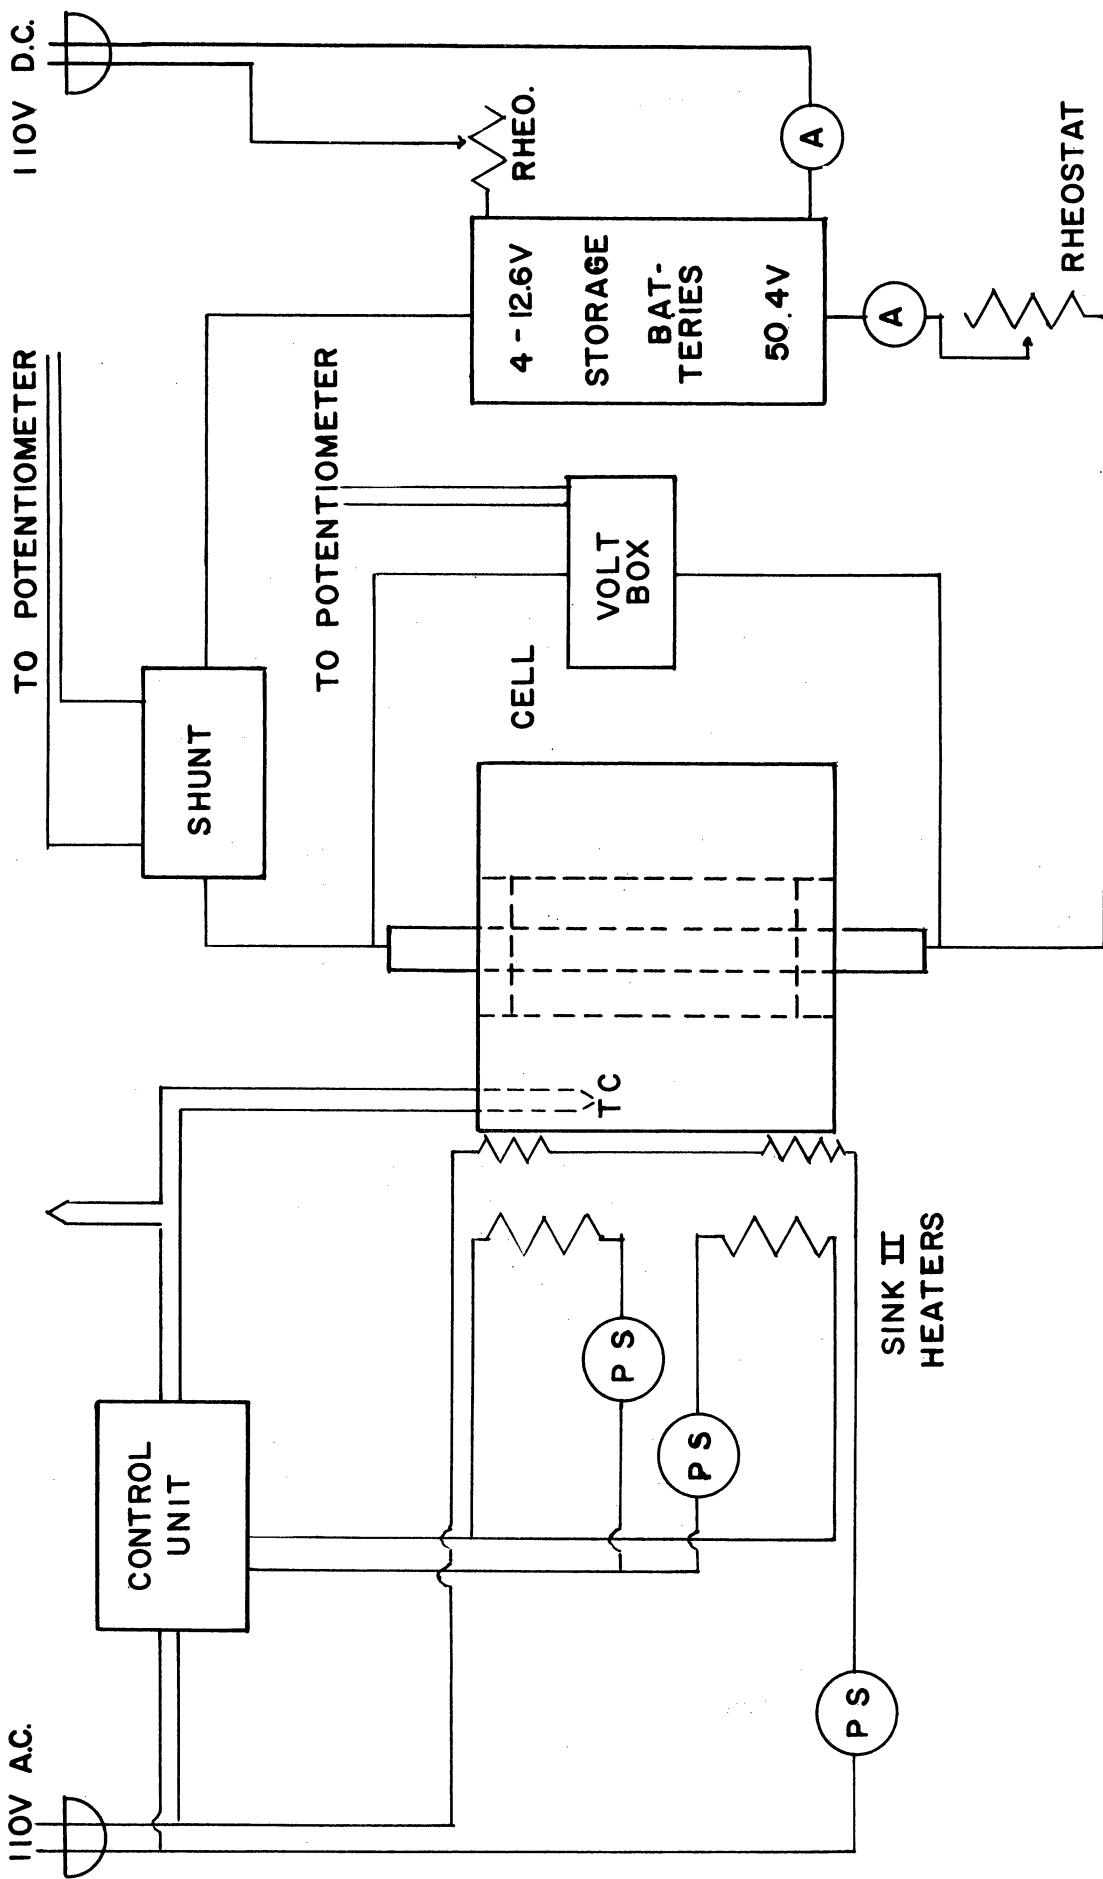 110V A.C.
CONTROL
UNIT
P S
P S
P S
SINK II
HEATERS
TC
SHUNT
TO POTENTIOMETER
CELL
TO POTENTIOMETER
VOLT
BOX
4-12.6V
STORAGE
BAT-
TERIES
50.4V
110V D.C.
RHEO.
A
A
RHEOSTAT